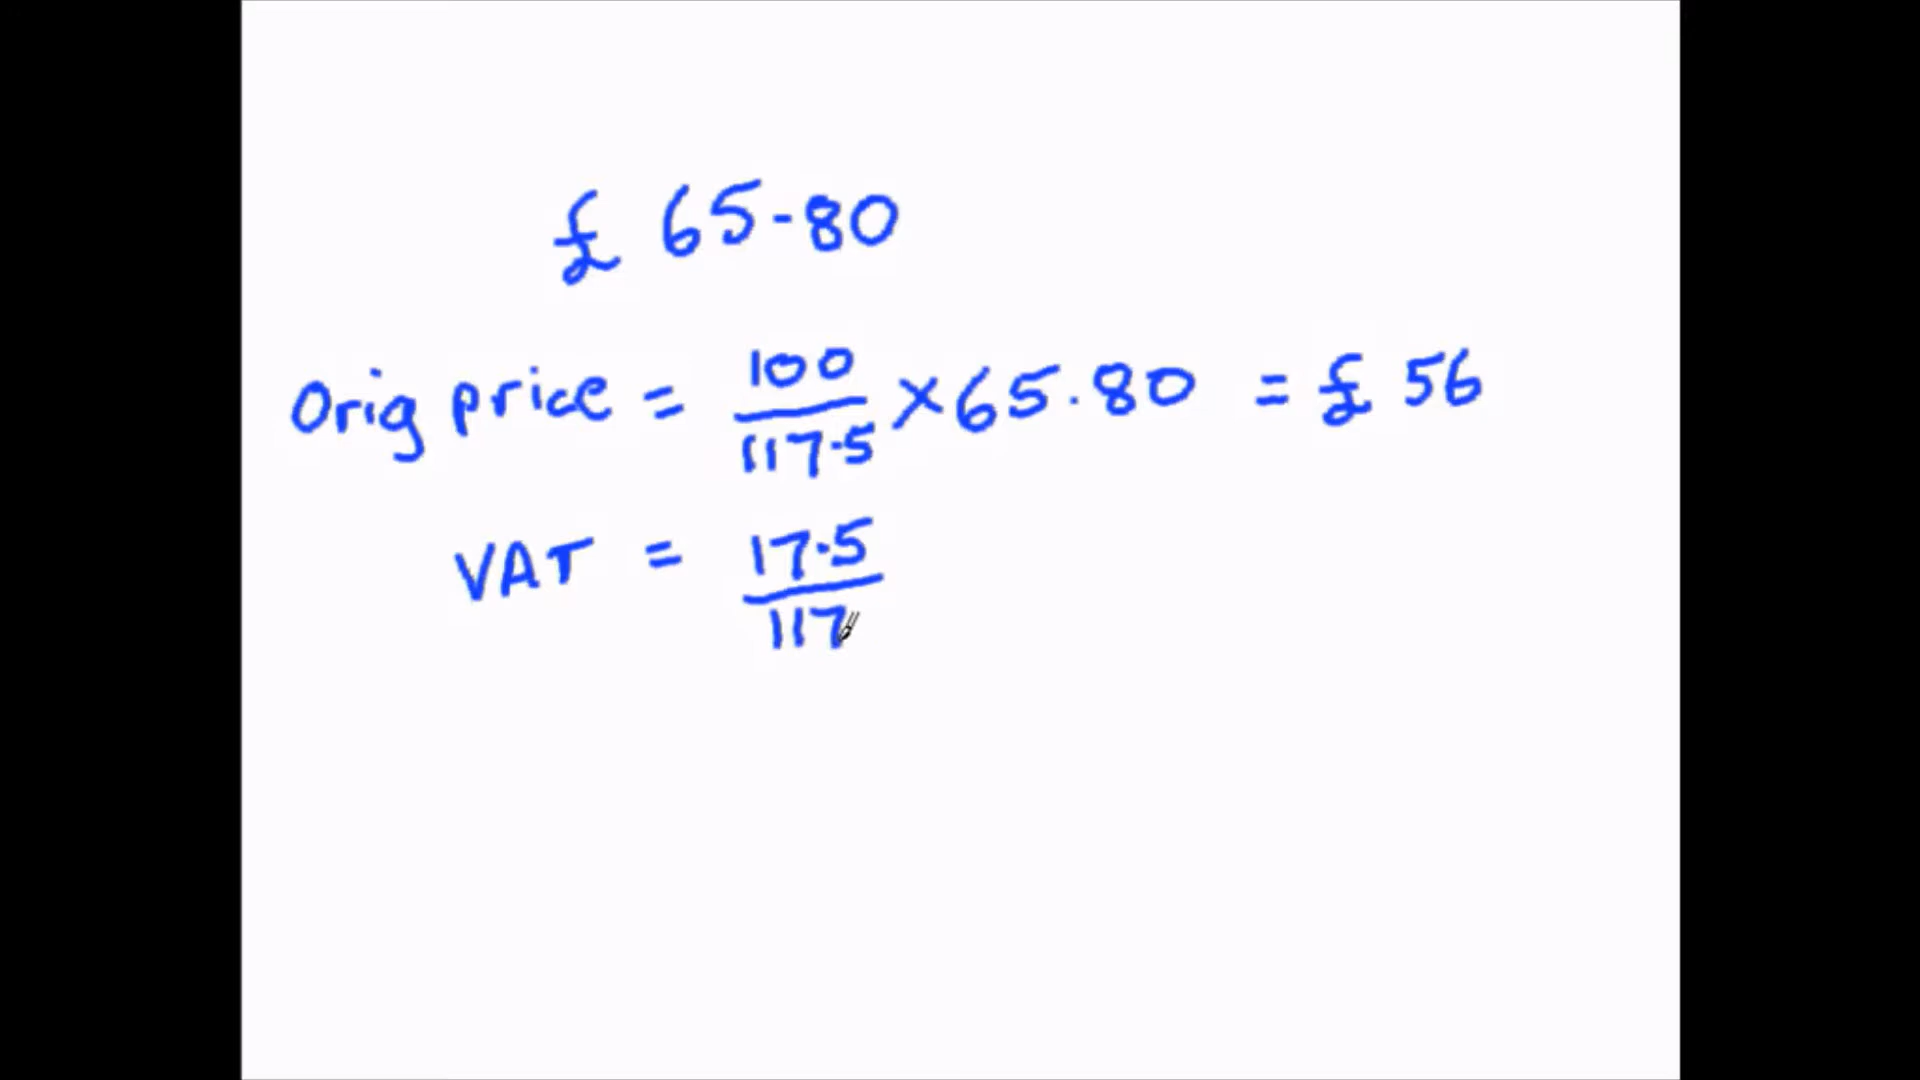 £ 65.80
Orig price = 100/117.5 × 65.80 = £ 56
VAT = 17.5/117